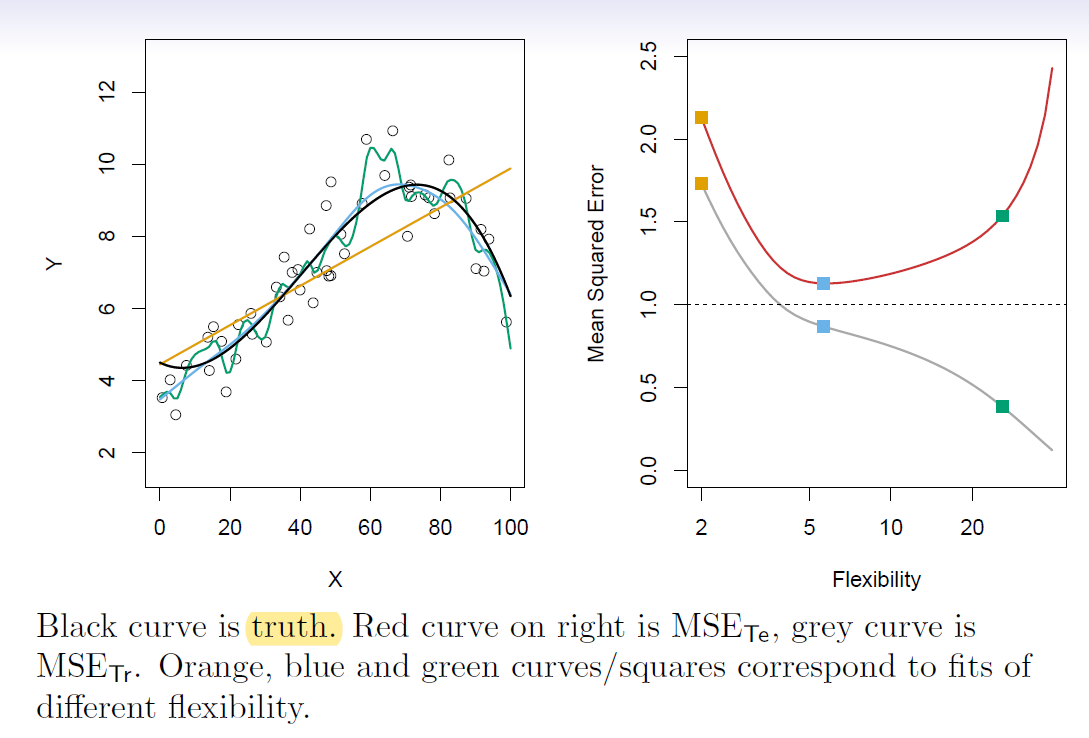 12
10
8
6
4
2
Y
0 20 40 60 80 100
X
2.5
2.0
1.5
1.0
0.5
0.0
Mean Squared Error
2 5 10 20
Flexibility
Black curve is truth. Red curve on right is MSETe, grey curve is
MSETr. Orange, blue and green curves/squares correspond to fits of
different flexibility.